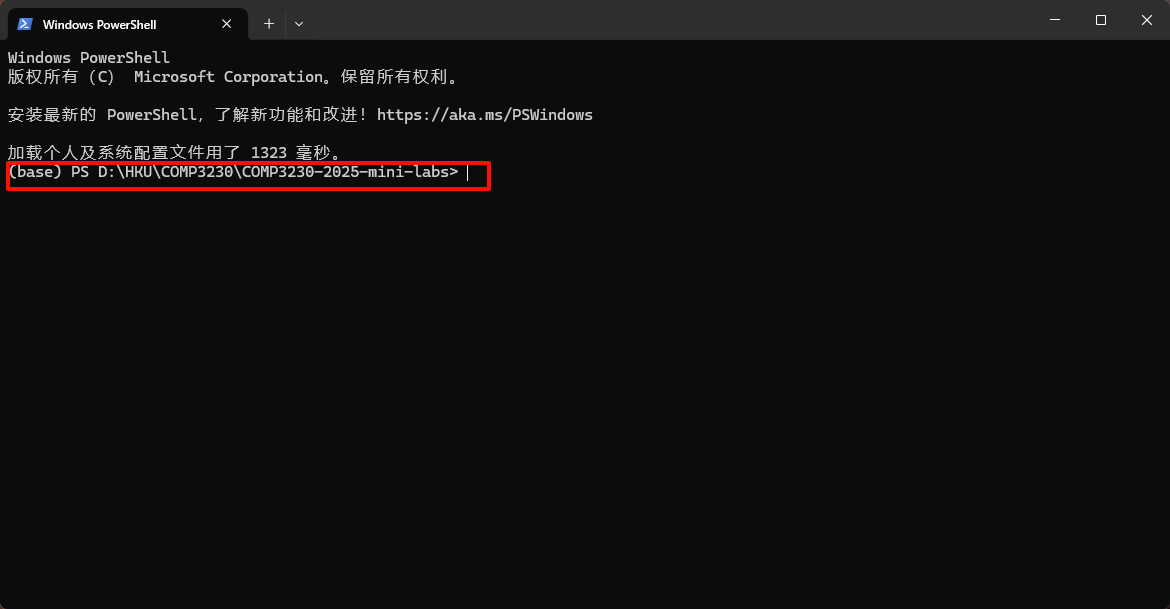 Windows PowerShell
Windows PowerShell
版权所有（C） Microsoft Corporation。保留所有权利。
安装最新的 PowerShell，了解新功能和改进！https://aka.ms/PSWindows
加载个人及系统配置文件用了 1323 毫秒。
(base) PS D:\HKU\COMP3230\COMP3230-2025-mini-labs>